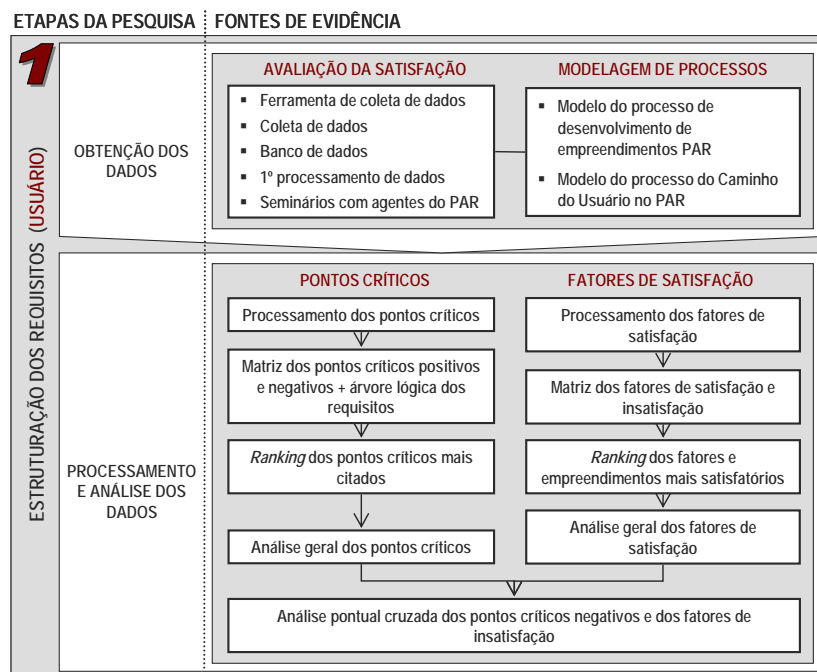 ETAPAS DA PESQUISA
FONTES DE EVIDÊNCIA
1
ESTRUTURAÇÃO DOS REQUISITOS (USUÁRIO)
OBTENÇÃO DOS
DADOS
AVALIAÇÃO DA SATISFAÇÃO
▪ Ferramenta de coleta de dados
▪ Coleta de dados
▪ Banco de dados
▪ 1º processamento de dados
▪ Seminários com agentes do PAR
MODELAGEM DE PROCESSOS
▪ Modelo do processo de
desenvolvimento de
empreendimentos PAR
▪ Modelo do processo do Caminho
do Usuário no PAR
PROCESSAMENTO
E ANÁLISE DOS
DADOS
PONTOS CRÍTICOS
Processamento dos pontos críticos
Matriz dos pontos críticos positivos
e negativos + árvore lógica dos
requisitos
Ranking dos pontos críticos mais
citados
Análise geral dos pontos críticos
FATORES DE SATISFAÇÃO
Processamento dos fatores de
satisfação
Matriz dos fatores de satisfação e
insatisfação
Ranking dos fatores e
empreendimentos mais satisfatórios
Análise geral dos fatores de
satisfação
Análise pontual cruzada dos pontos críticos negativos e dos fatores de
insatisfação